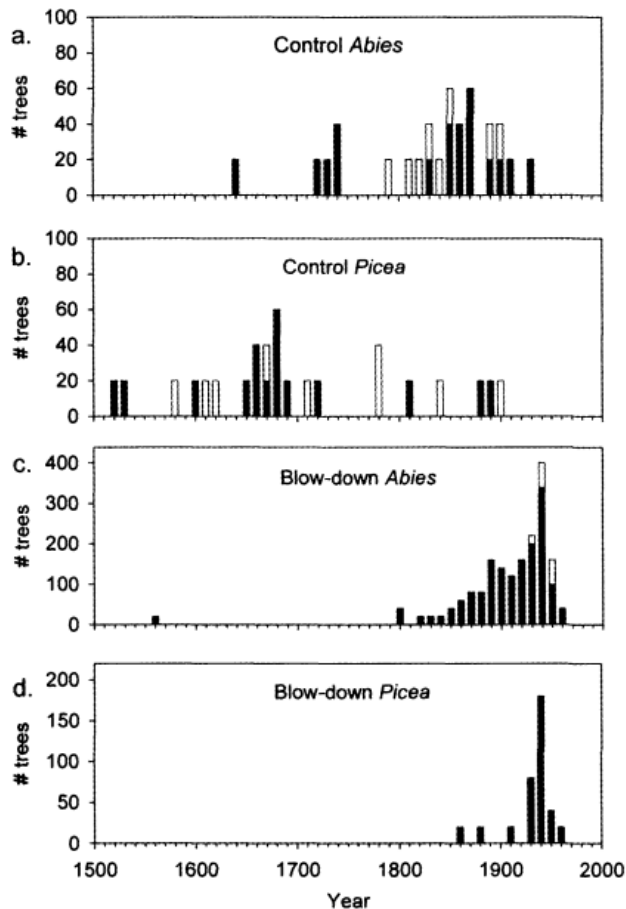 a.
Control Abies
# trees
100
80
60
40
20
0
b.
Control Picea
# trees
100
80
60
40
20
0
c.
Blow-down Abies
# trees
400
300
200
100
0
d.
Blow-down Picea
# trees
200
150
100
50
0
1500 1600 1700 1800 1900 2000
Year